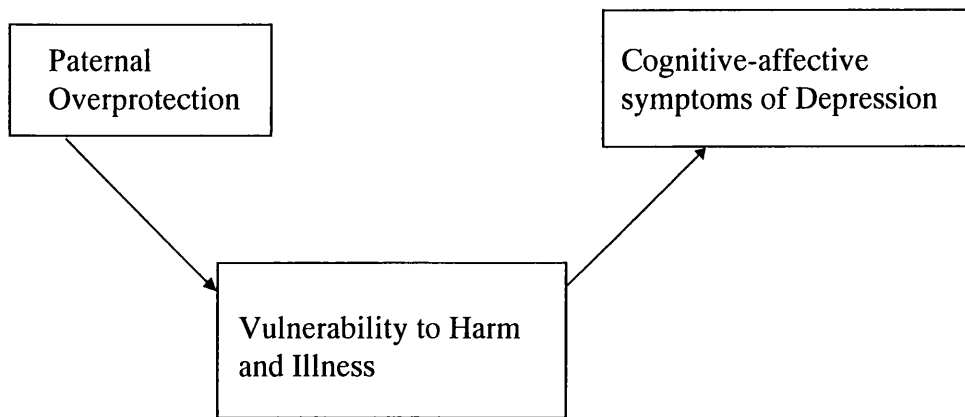 Paternal
Overprotection
Cognitive-affective
symptoms of Depression
Vulnerability to Harm
and Illness